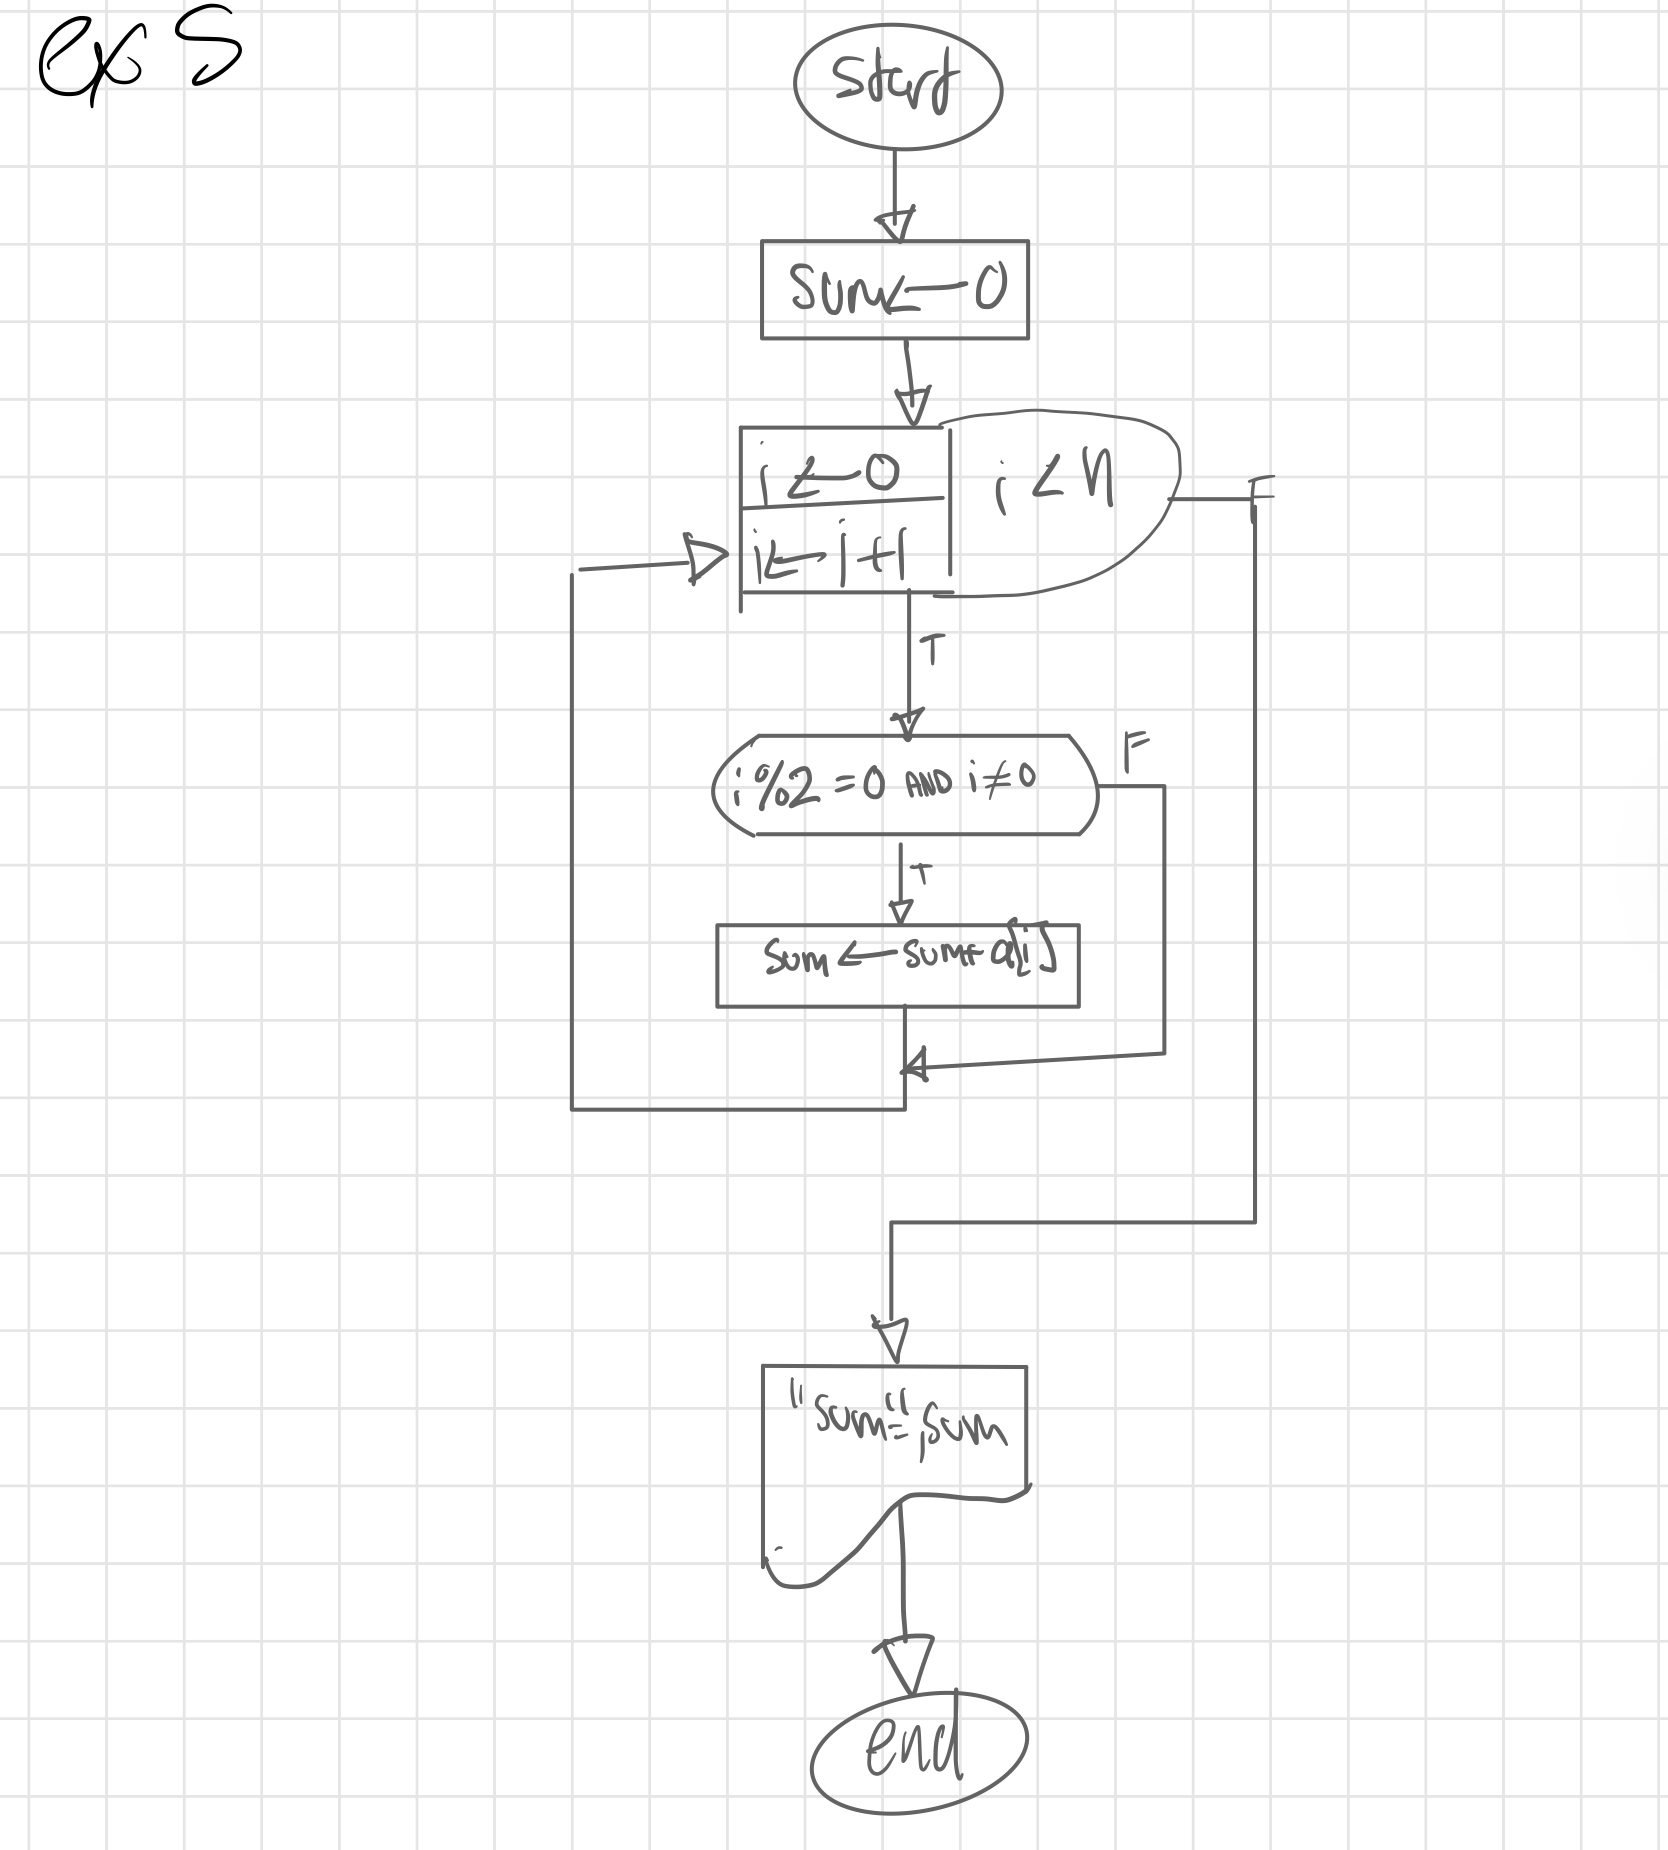 ex 5
start
sum ← 0
i ← 0
i < n
F
i ← i + 1
T
F
i % 2 = 0 AND i ≠ 0
T
sum ← sum + a[i]
"sum=", sum
end